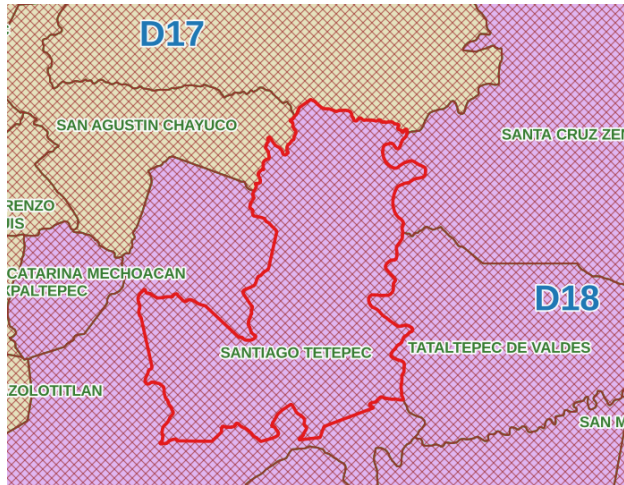 D17
SAN AGUSTIN CHAYUCO
SANTA CRUZ ZEN
RENZO
UIS
CATARINA MECHOACAN
XPALTEPEC
D18
SANTIAGO TETEPEC
TATALTEPEC DE VALDES
ZOLOTITLAN
SAN M